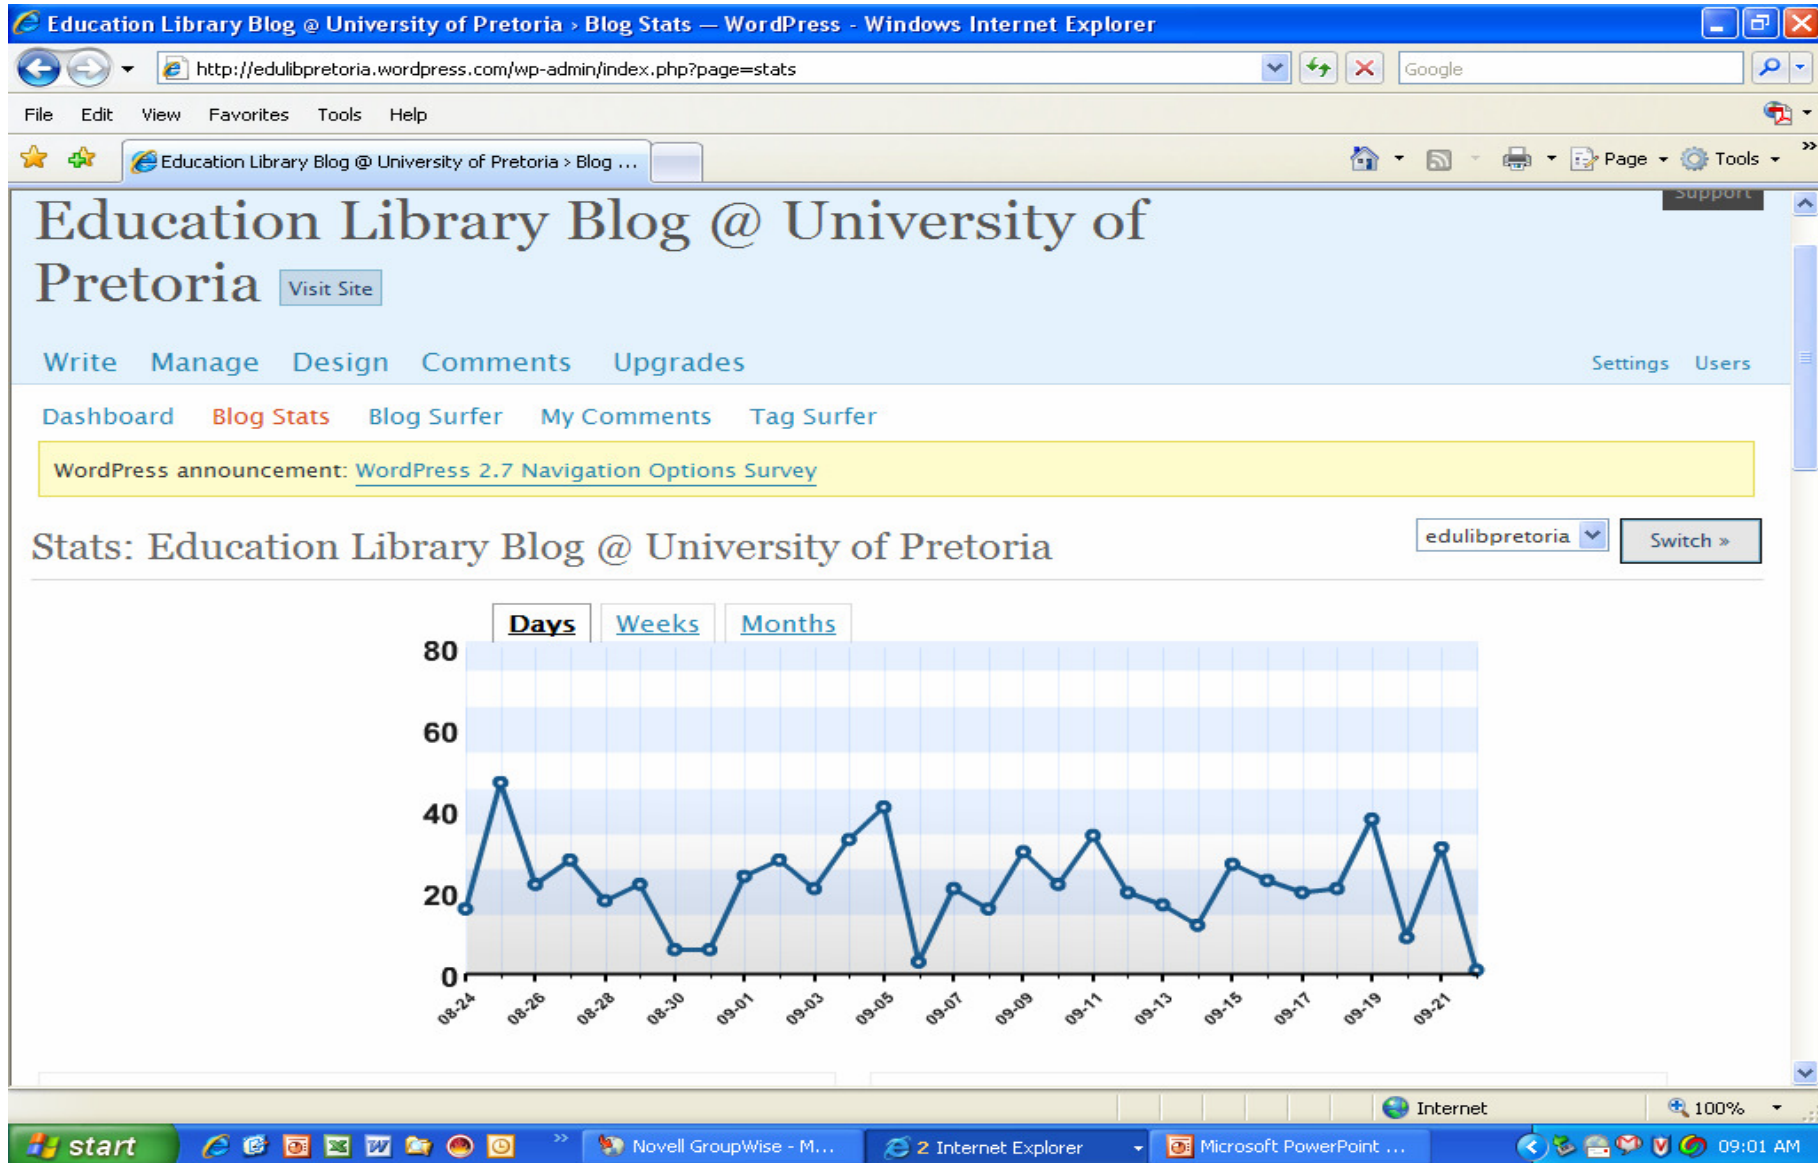 Education Library Blog @ University of Pretoria › Blog Stats — WordPress - Windows Internet Explorer
http://edulibpretoria.wordpress.com/wp-admin/index.php?page=stats
Google
File Edit View Favorites Tools Help
Education Library Blog @ University of Pretoria › Blog ...
Page Tools
Support
Education Library Blog @ University of
Pretoria Visit Site
Write Manage Design Comments Upgrades
Settings Users
Dashboard Blog Stats Blog Surfer My Comments Tag Surfer
WordPress announcement: WordPress 2.7 Navigation Options Survey
Stats: Education Library Blog @ University of Pretoria
edulibpretoria Switch »
Days Weeks Months
80
60
40
20
0
08-24 08-26 08-28 08-30 09-01 09-03 09-05 09-07 09-09 09-11 09-13 09-15 09-17 09-19 09-21
Internet 100%
start Novell GroupWise - M... 2 Internet Explorer Microsoft PowerPoint ... 09:01 AM